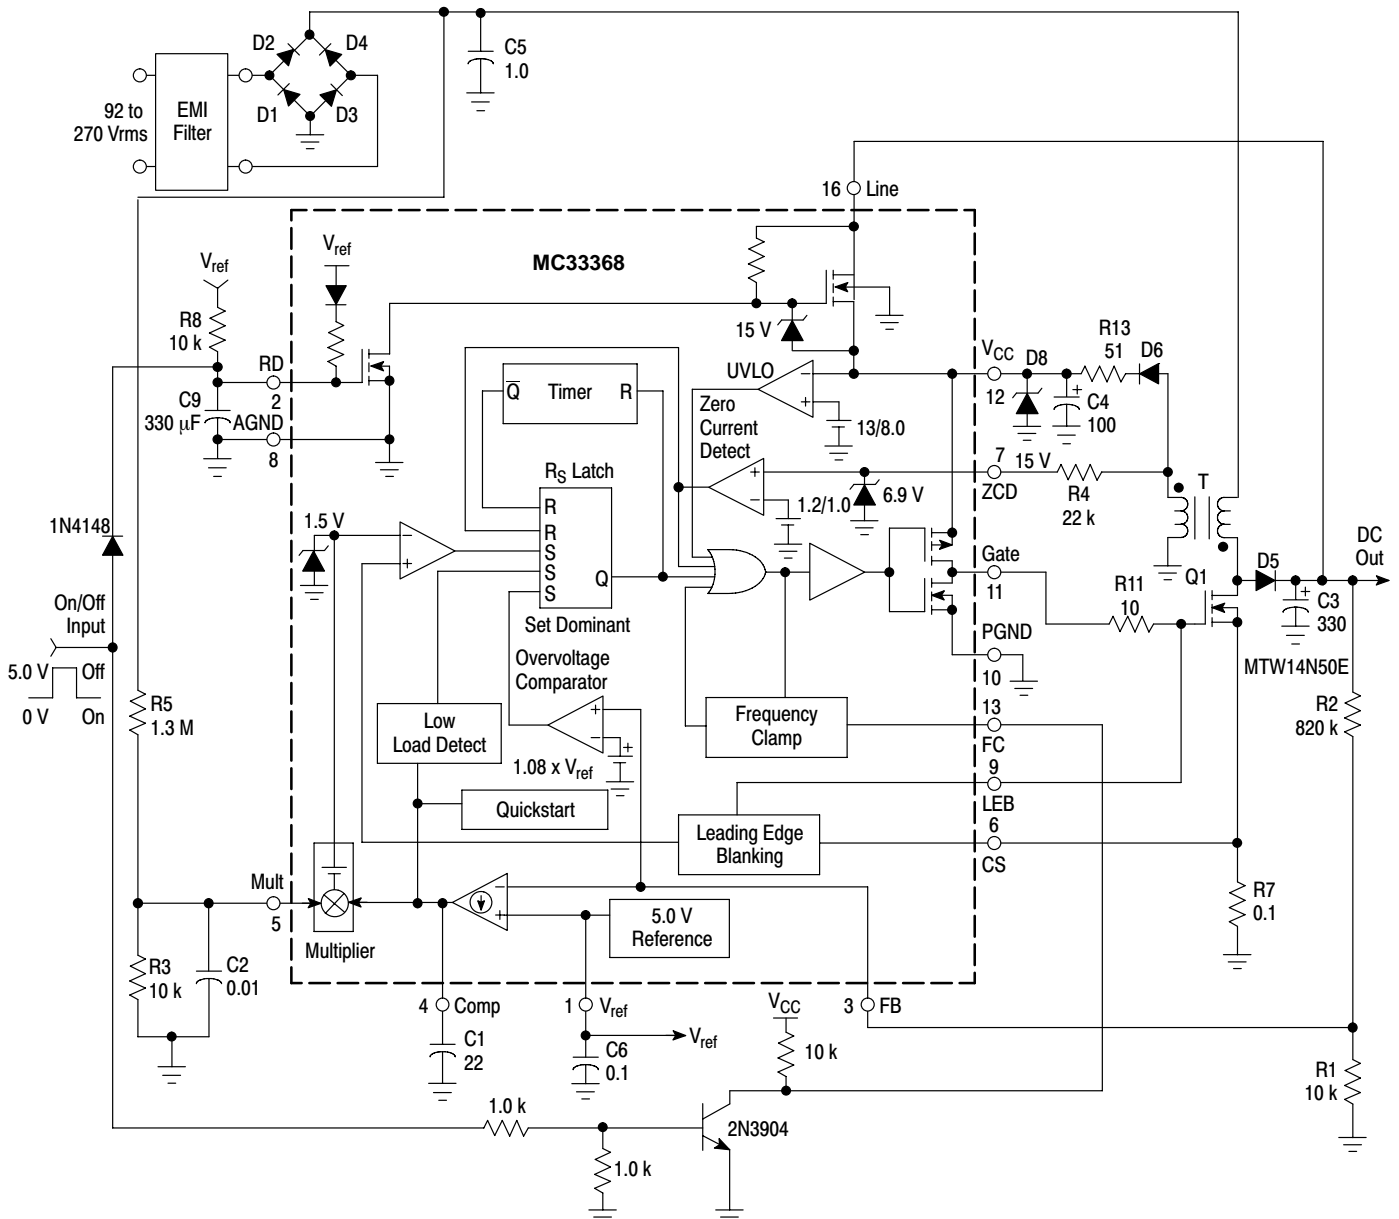 D2
D4
C5
1.0
92 to
270 Vrms
EMI
Filter
D1
D3
16
Line
Vref
MC33368
Vref
R8
10 k
RD
2
15 V
C9
330 µF
AGND
8
UVLO
VCC
12
D8
R13
51
D6
C4
100
+
Q̅
Timer
R
Zero
Current
Detect
13/8.0
RS Latch
7
15 V
ZCD
R4
22 k
T
1N4148
1.5 V
R
R
S
S
S
Q
1.2/1.0
6.9 V
Gate
11
DC
Out
D5
Q1
R11
10
C3
330
+
On/Off
Input
Set Dominant
PGND
10
MTW14N50E
5.0 V
Off
0 V
On
R5
1.3 M
Overvoltage
Comparator
Low
Load Detect
1.08 x Vref
Frequency
Clamp
13
FC
R2
820 k
9
LEB
Quickstart
Leading Edge
Blanking
6
CS
Mult
5
R7
0.1
5.0 V
Reference
Multiplier
R3
10 k
C2
0.01
4
Comp
1
Vref
VCC
3
FB
C1
22
C6
0.1
Vref
10 k
R1
10 k
1.0 k
2N3904
1.0 k